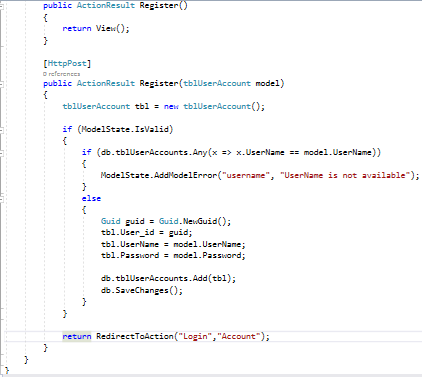 public ActionResult Register()
{
return View();
}
[HttpPost]
0 references
public ActionResult Register(tblUserAccount model)
{
tblUserAccount tbl = new tblUserAccount();
if (ModelState.IsValid)
{
if (db.tblUserAccounts.Any(x => x.UserName == model.UserName))
{
ModelState.AddModelError("username", "UserName is not available");
}
else
{
Guid guid = Guid.NewGuid();
tbl.User_id = guid;
tbl.UserName = model.UserName;
tbl.Password = model.Password;
db.tblUserAccounts.Add(tbl);
db.SaveChanges();
}
}
return RedirectToAction("Login","Account");
}
}
}